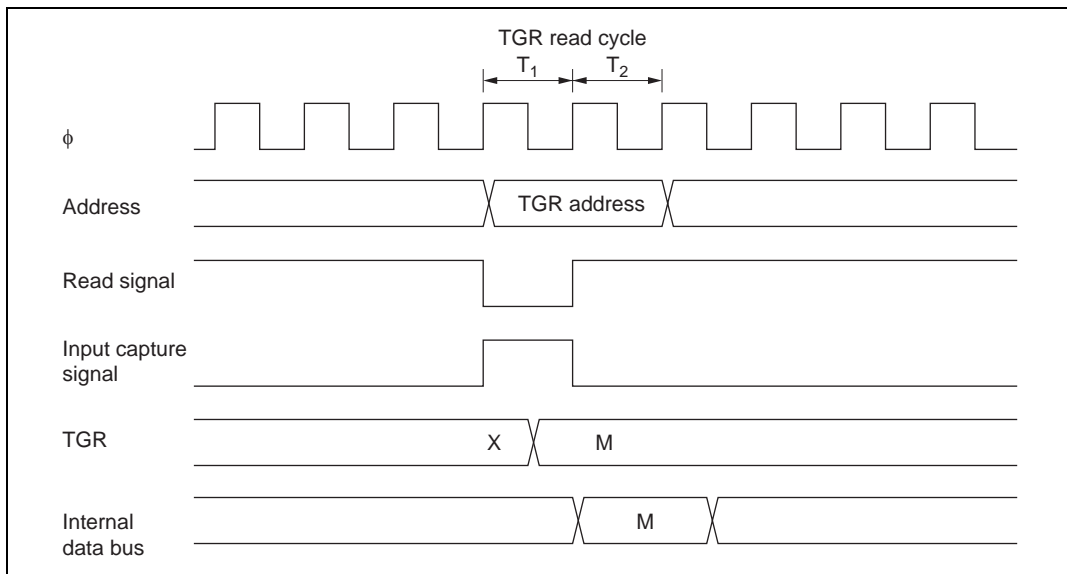 TGR read cycle
T1 T2
ϕ
Address
TGR address
Read signal
Input capture
signal
TGR
X M
Internal
data bus
M